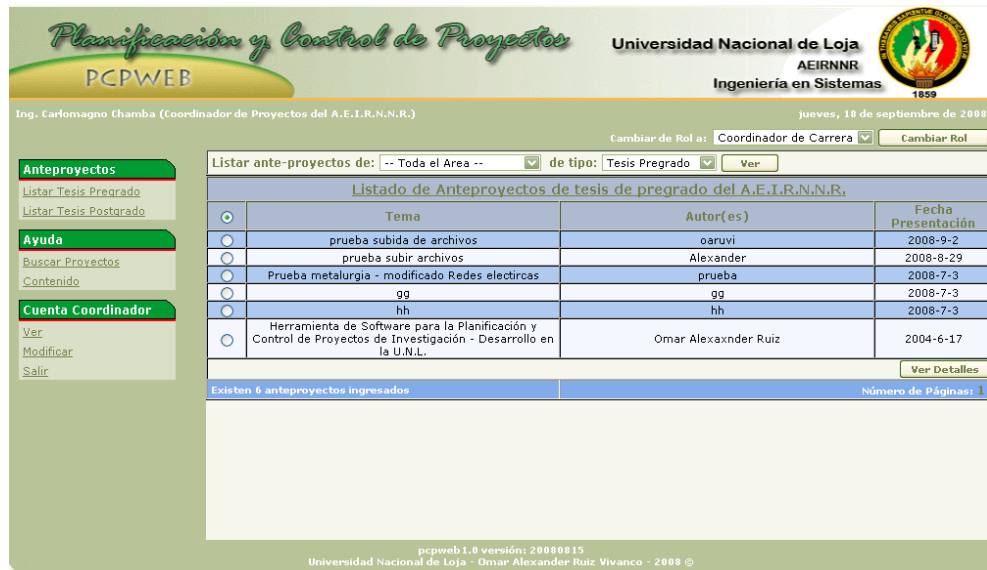 Planificación y Control de Proyectos
PCPWEB
Universidad Nacional de Loja
AEIRNNR
Ingeniería en Sistemas
1859
Ing. Carlomagno Chamba (Coordinador de Proyectos del A.E.I.R.N.N.R.)
jueves, 18 de septiembre de 2008
Cambiar de Rol a: Coordinador de Carrera Cambiar Rol
Anteproyectos
Listar Tesis Pregrado
Listar Tesis Postgrado
Ayuda
Buscar Proyectos
Contenido
Cuenta Coordinador
Ver
Modificar
Salir
Listar ante-proyectos de: -- Toda el Area -- de tipo: Tesis Pregrado Ver
Listado de Anteproyectos de tesis de pregrado del A.E.I.R.N.N.R.
Tema Autor(es) Fecha Presentación
prueba subida de archivos oaruvi 2008-9-2
prueba subir archivos Alexander 2008-8-29
Prueba metalurgia - modificado Redes electircas prueba 2008-7-3
gg gg 2008-7-3
hh hh 2008-7-3
Herramienta de Software para la Planificación y
Control de Proyectos de Investigación - Desarrollo en
la U.N.L.
Omar Alexaxnder Ruiz 2004-6-17
Ver Detalles
Existen 6 anteproyectos ingresados Número de Páginas: 1
pcpweb1.0 versión: 20080815
Universidad Nacional de Loja - Omar Alexander Ruiz Vivanco - 2008 ©